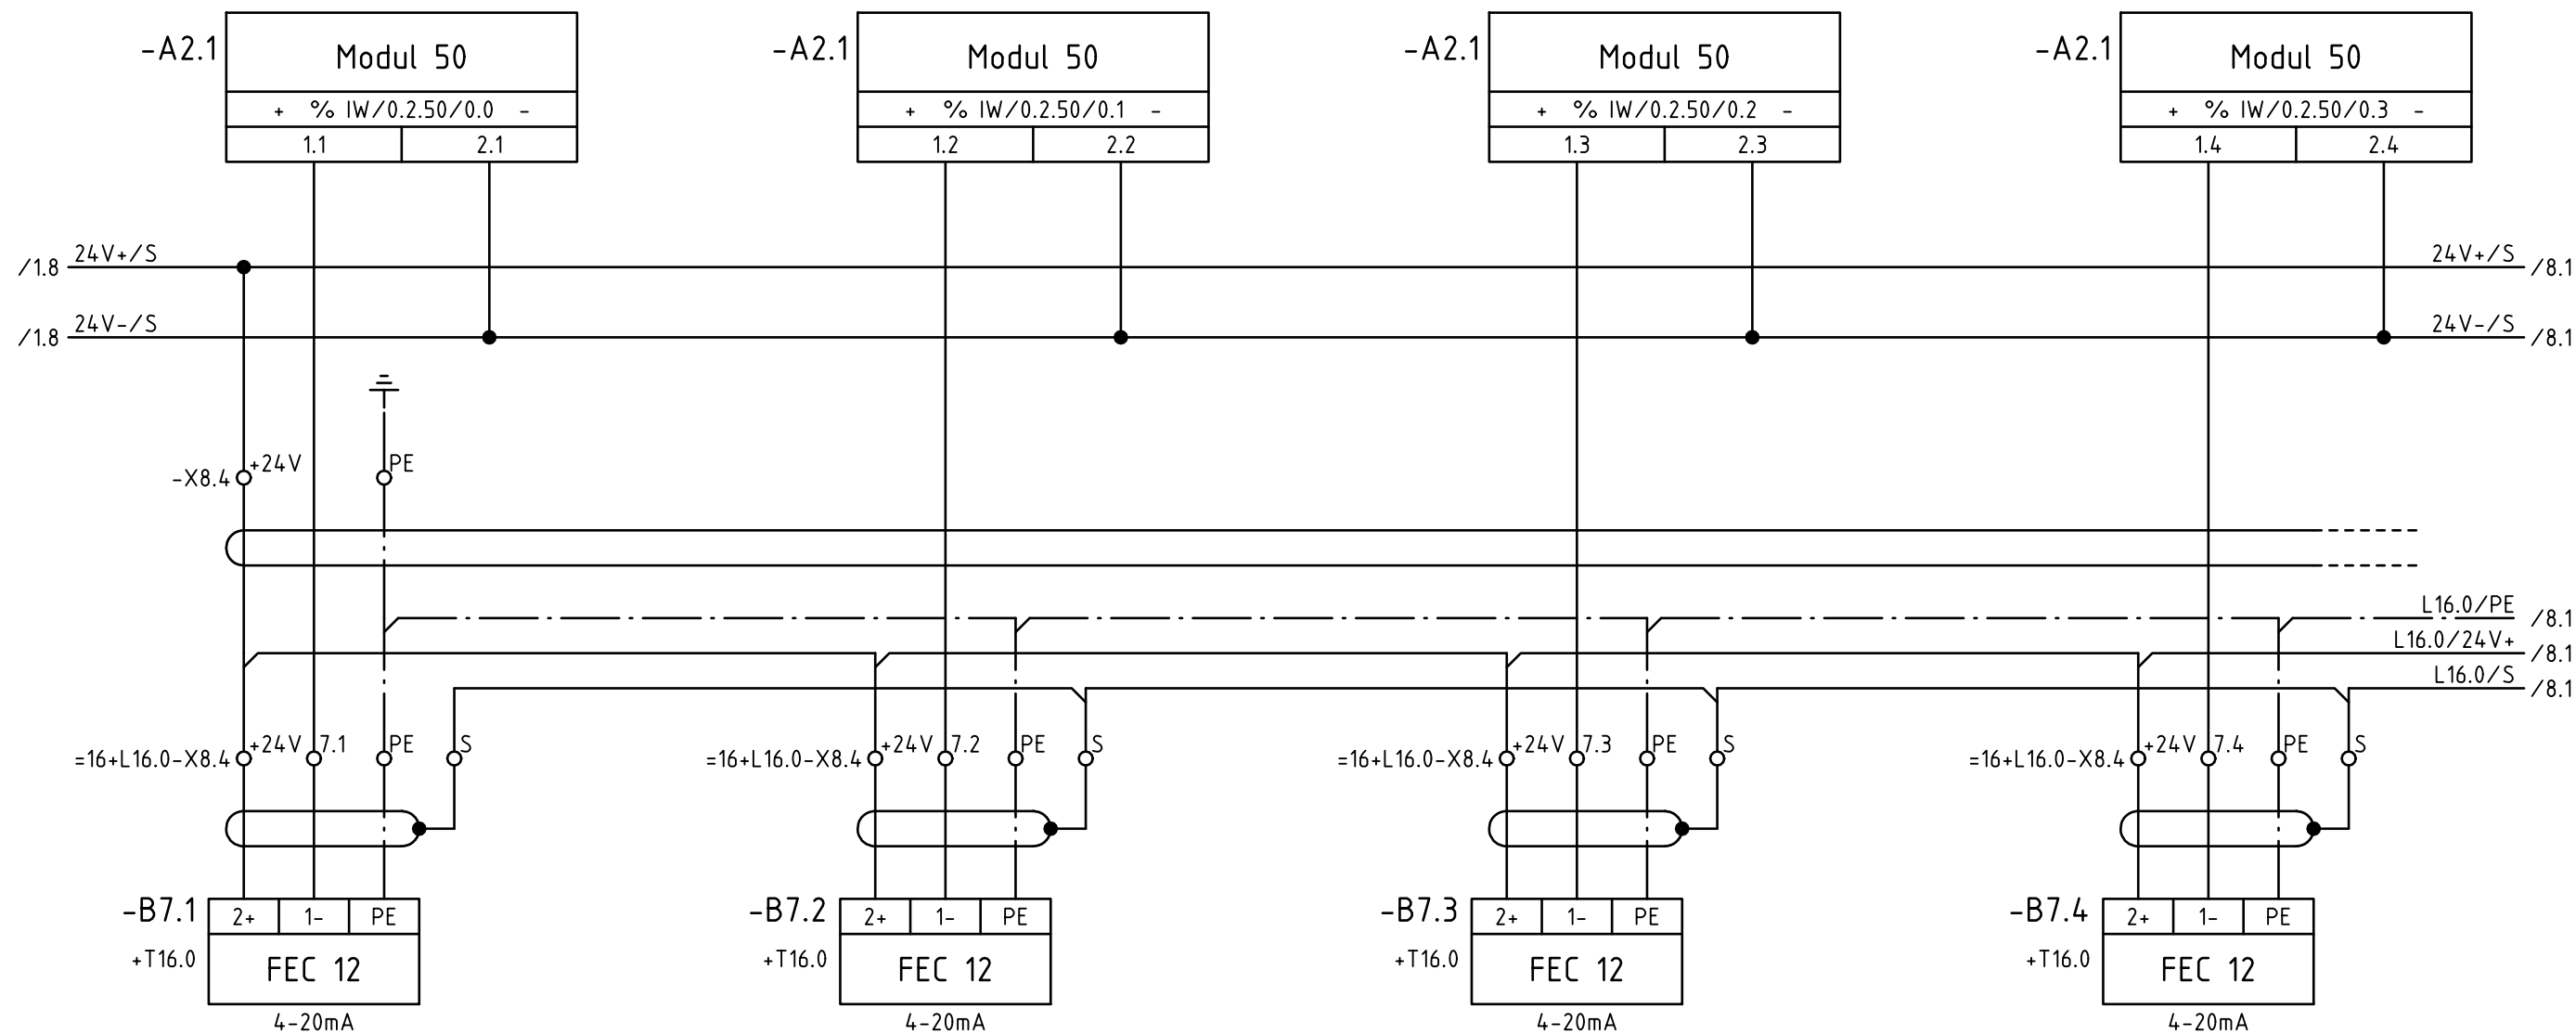 -A2.1 Modul 50 -A2.1 Modul 50 -A2.1 Modul 50 -A2.1 Modul 50
+ % IW/0.2.50/0.0 - + % IW/0.2.50/0.1 - + % IW/0.2.50/0.2 - + % IW/0.2.50/0.3 -
1.1 2.1 1.2 2.2 1.3 2.3 1.4 2.4
/1.8 24V+/S 24V+/S /8.1
/1.8 24V-/S 24V-/S /8.1
-X8.4 +24V PE
L16.0/PE /8.1
L16.0/24V+ /8.1
L16.0/S /8.1
=16+L16.0-X8.4 +24V 7.1 PE S =16+L16.0-X8.4 +24V 7.2 PE S =16+L16.0-X8.4 +24V 7.3 PE S =16+L16.0-X8.4 +24V 7.4 PE S
-B7.1 2+ 1- PE -B7.2 2+ 1- PE -B7.3 2+ 1- PE -B7.4 2+ 1- PE
+T16.0 FEC 12 +T16.0 FEC 12 +T16.0 FEC 12 +T16.0 FEC 12
4-20mA 4-20mA 4-20mA 4-20mA